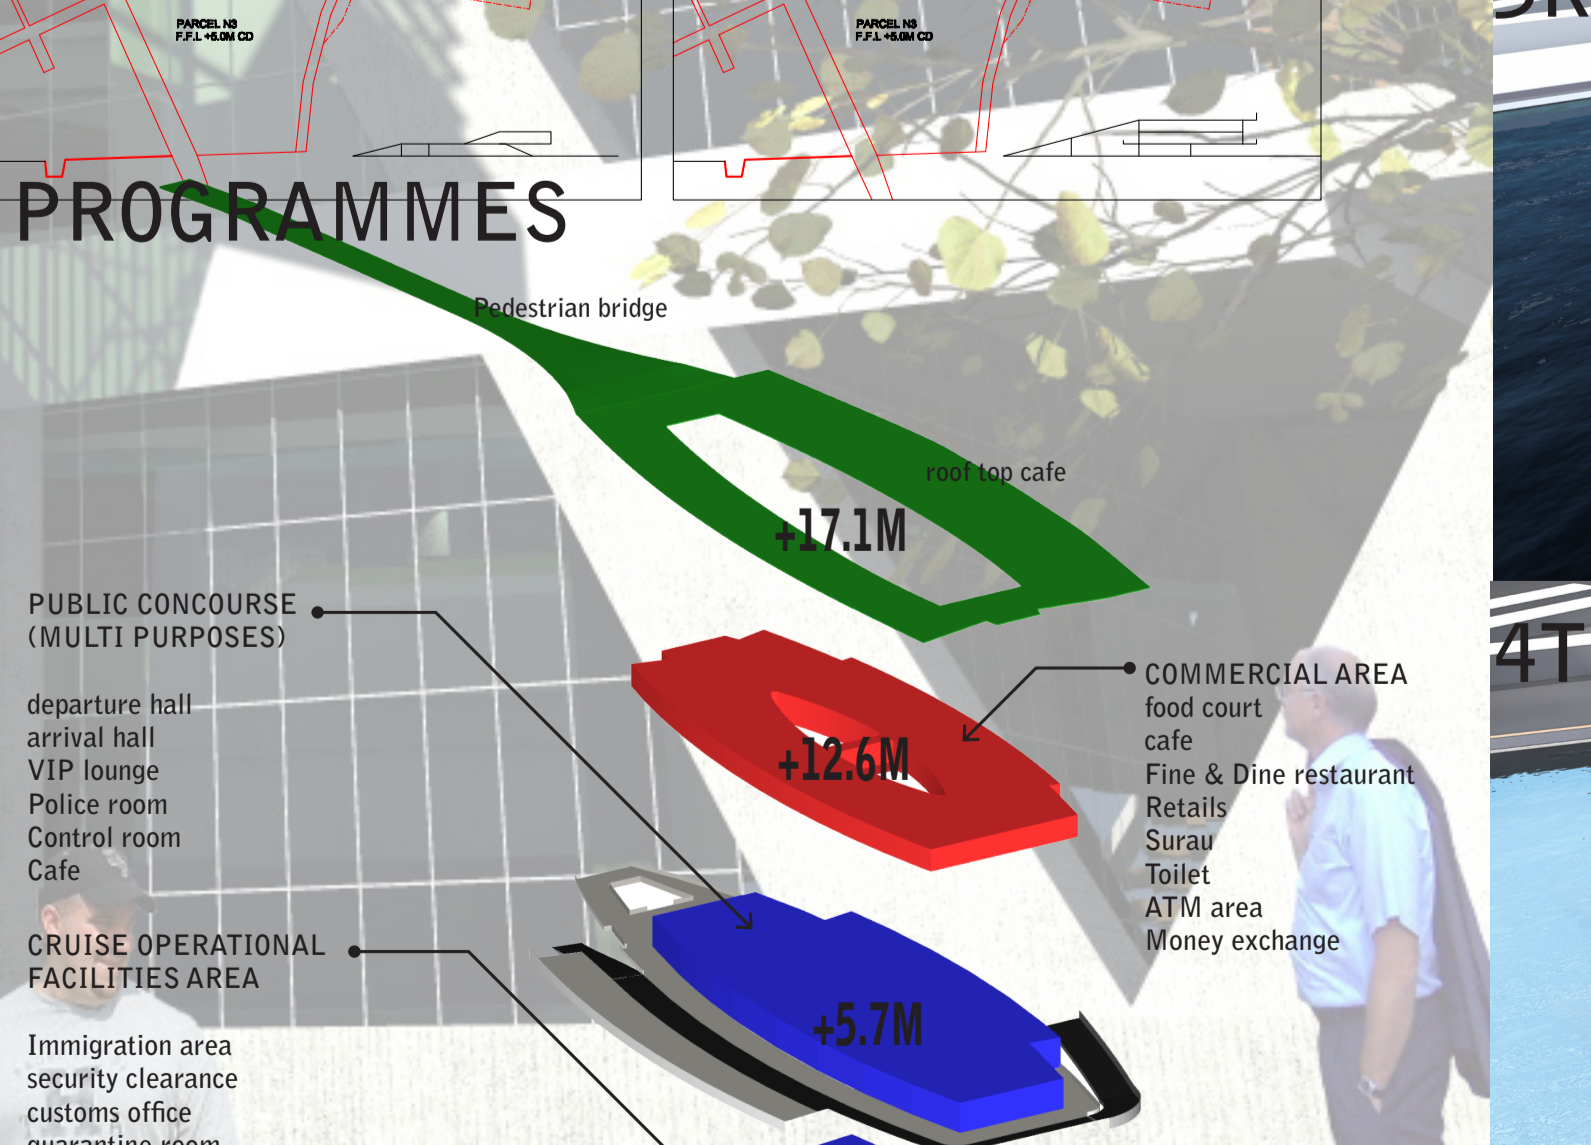 PARCEL N3
F.F.L +5.0M CD
PARCEL N3
F.F.L +5.0M CD
PROGRAMMES
Pedestrian bridge
roof top cafe
+17.1M
PUBLIC CONCOURSE
(MULTI PURPOSES)
departure hall
arrival hall
VIP lounge
Police room
Control room
Cafe
COMMERCIAL AREA
food court
cafe
Fine & Dine restaurant
Retails
Surau
Toilet
ATM area
Money exchange
+12.6M
CRUISE OPERATIONAL
FACILITIES AREA
Immigration area
security clearance
customs office
quarantine room
+5.7M
4T